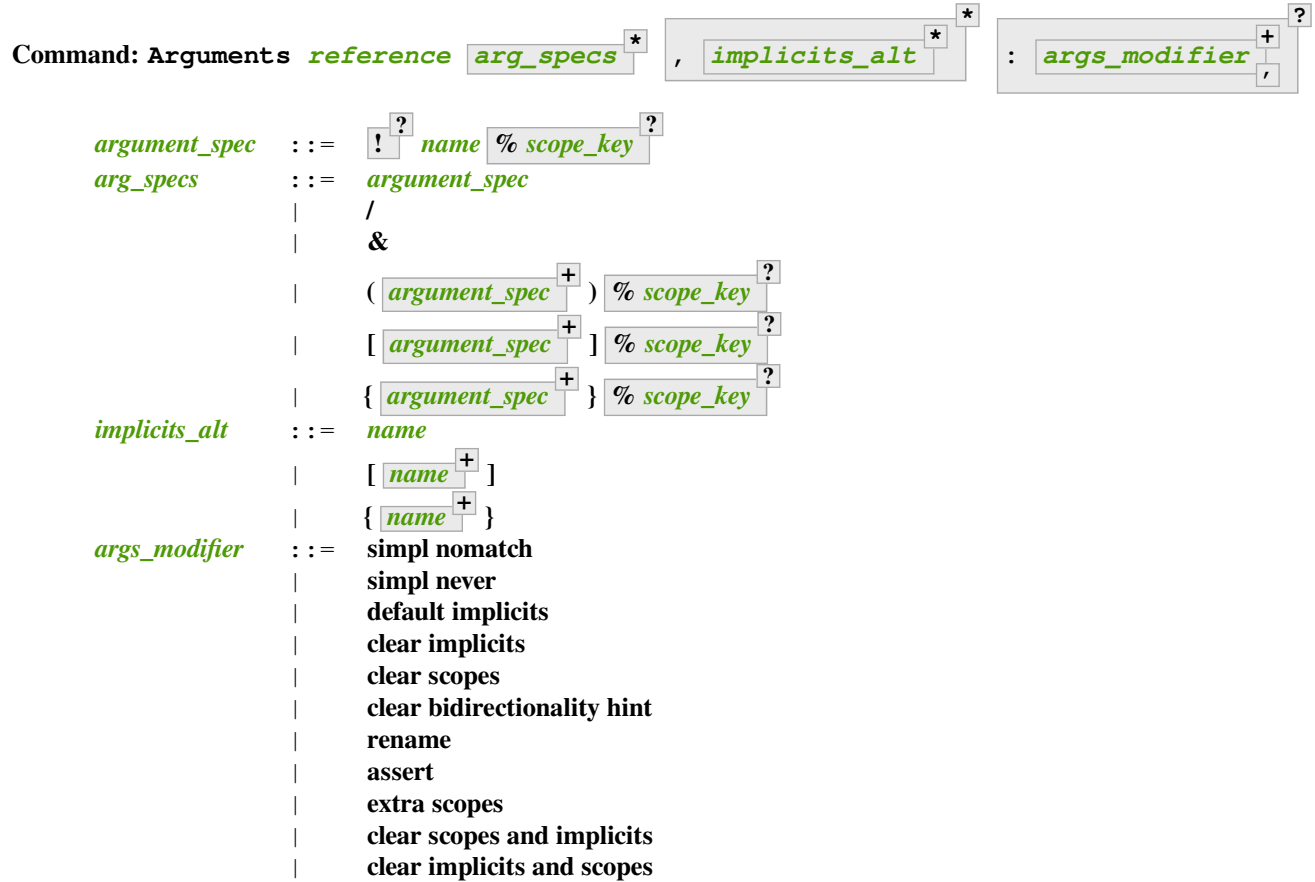 Command: Arguments reference arg_specs* , implicits_alt* * : args_modifier+, ?
argument_spec ::= !? name % scope_key?
arg_specs ::= argument_spec
| /
| &
| ( argument_spec+ ) % scope_key?
| [ argument_spec+ ] % scope_key?
| { argument_spec+ } % scope_key?
implicits_alt ::= name
| [ name+ ]
| { name+ }
args_modifier ::= simpl nomatch
| simpl never
| default implicits
| clear implicits
| clear scopes
| clear bidirectionality hint
| rename
| assert
| extra scopes
| clear scopes and implicits
| clear implicits and scopes